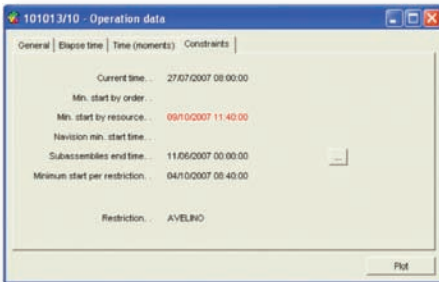 101013/10 - Operation data
General Elapse time Time (moments) Constraints
Current time. . 27/07/2007 08:00:00
Min. start by order. .
Min. start by resource. . 09/10/2007 11:40:00
Navision min. start time. . .
Subassemblies end time. . 11/06/2007 00:00:00 ...
Minimum start per restriction. . 04/10/2007 08:40:00
Restriction. . AVELINO
Plot